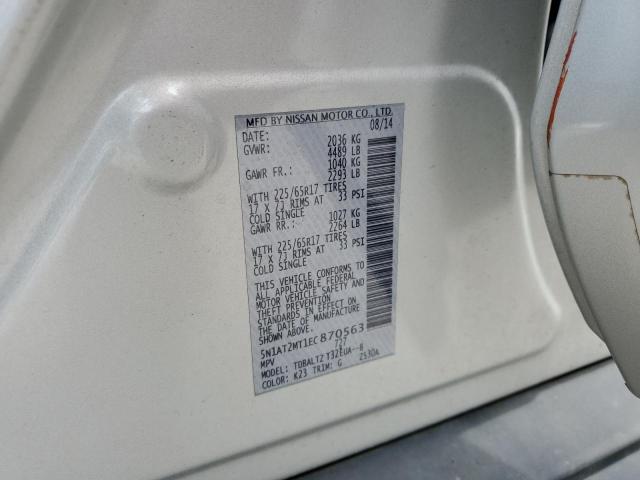 MFD BY NISSAN MOTOR CO., LTD.
DATE: 08/14
GVWR: 2036 KG
4489 LB
GAWR FR.: 1040 KG
2293 LB
WITH 225/65R17 TIRES
17 X 7J RIMS AT 33 PSI
COLD SINGLE
GAWR RR.: 1027 KG
2264 LB
WITH 225/65R17 TIRES
17 X 7J RIMS AT 33 PSI
COLD SINGLE
THIS VEHICLE CONFORMS TO
ALL APPLICABLE FEDERAL
MOTOR VEHICLE SAFETY AND
THEFT PREVENTION
STANDARDS IN EFFECT ON
THE DATE OF MANUFACTURE
SHOWN ABOVE.
5N1AT2MT1EC870563
MPV 727
MODEL: TDBALTZ Y32EUA--B
COLOR: K23 TRIM: G 2530A